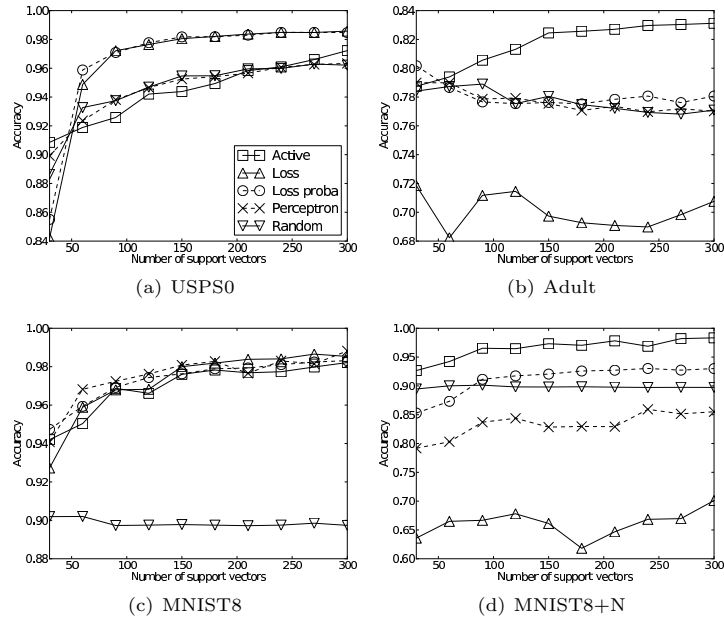 1.00
0.98
0.96
0.94
0.92
0.90
0.88
0.86
0.84
Accuracy
50 100 150 200 250 300
Number of support vectors
Active
Loss
Loss proba
Perceptron
Random
(a) USPS0
0.84
0.82
0.80
0.78
0.76
0.74
0.72
0.70
0.68
Accuracy
50 100 150 200 250 300
Number of support vectors
(b) Adult
1.00
0.98
0.96
0.94
0.92
0.90
0.88
Accuracy
50 100 150 200 250 300
Number of support vectors
(c) MNIST8
1.00
0.95
0.90
0.85
0.80
0.75
0.70
0.65
0.60
Accuracy
50 100 150 200 250 300
Number of support vectors
(d) MNIST8+N